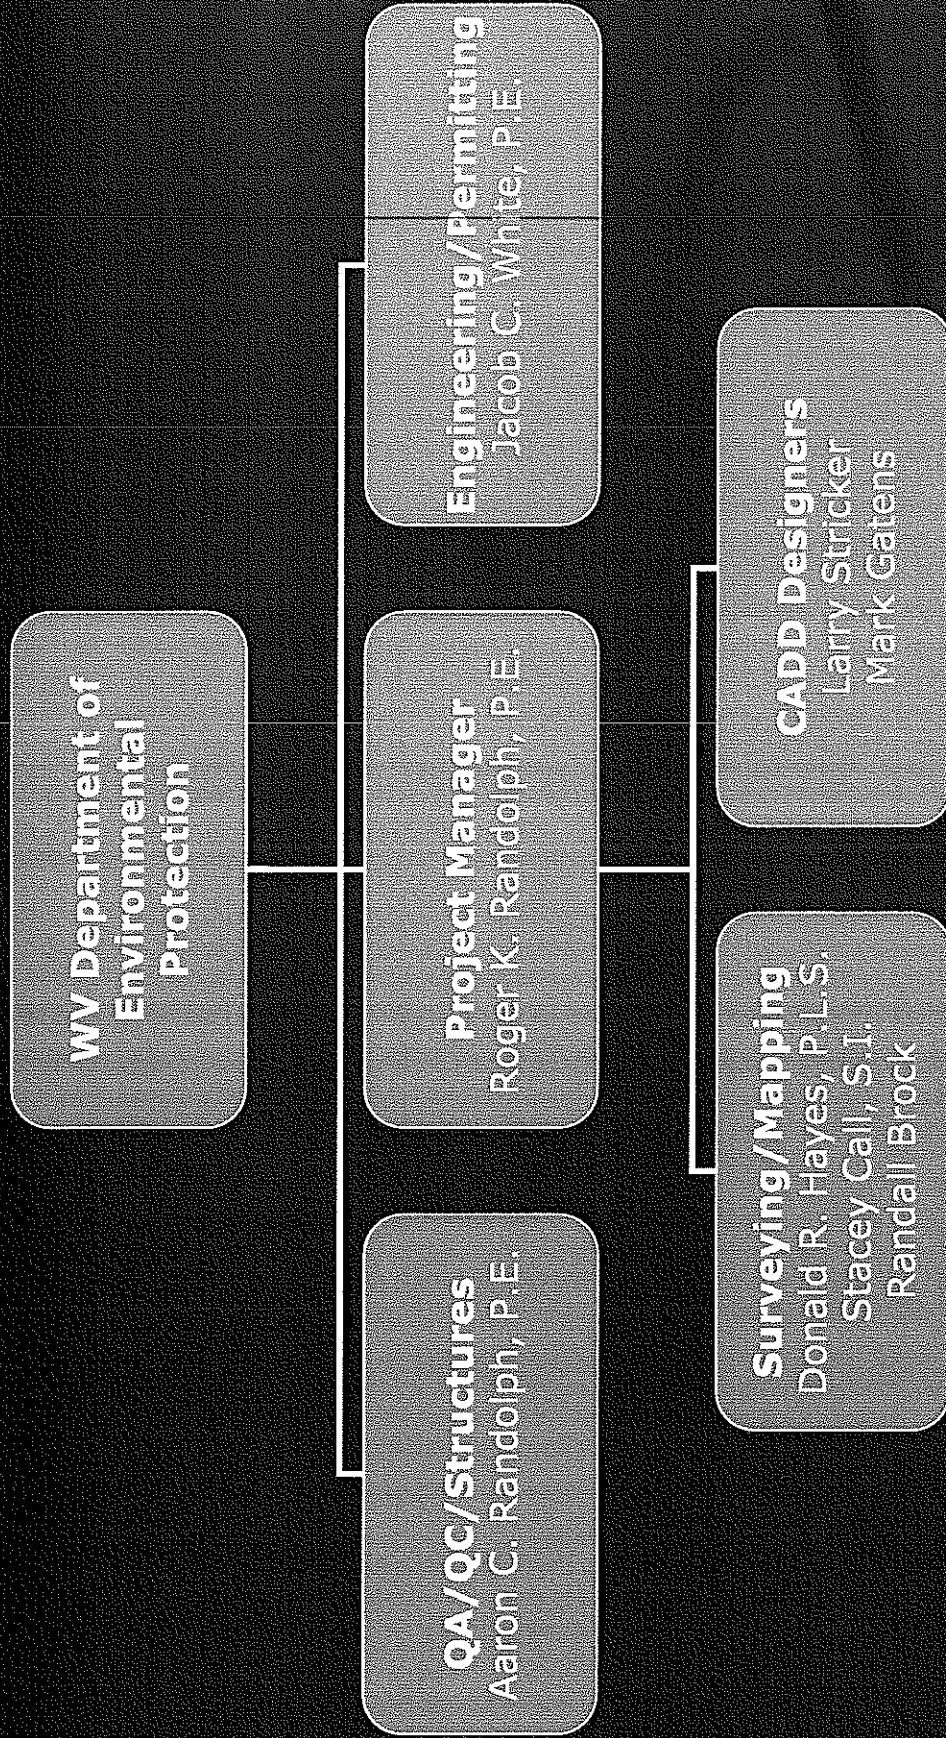 WV Department of
Environmental
Protection
QA/QC/Structures
Aaron C. Randolph, P.E.
Project Manager
Roger K. Randolph, P.E.
Engineering/Permitting
Jacob C. White, P.E.
Surveying/Mapping
Donald R. Hayes, P.L.S.
Stacey Call, S.I.
Randall Brock
CADD Designers
Larry Stricker
Mark Gatens